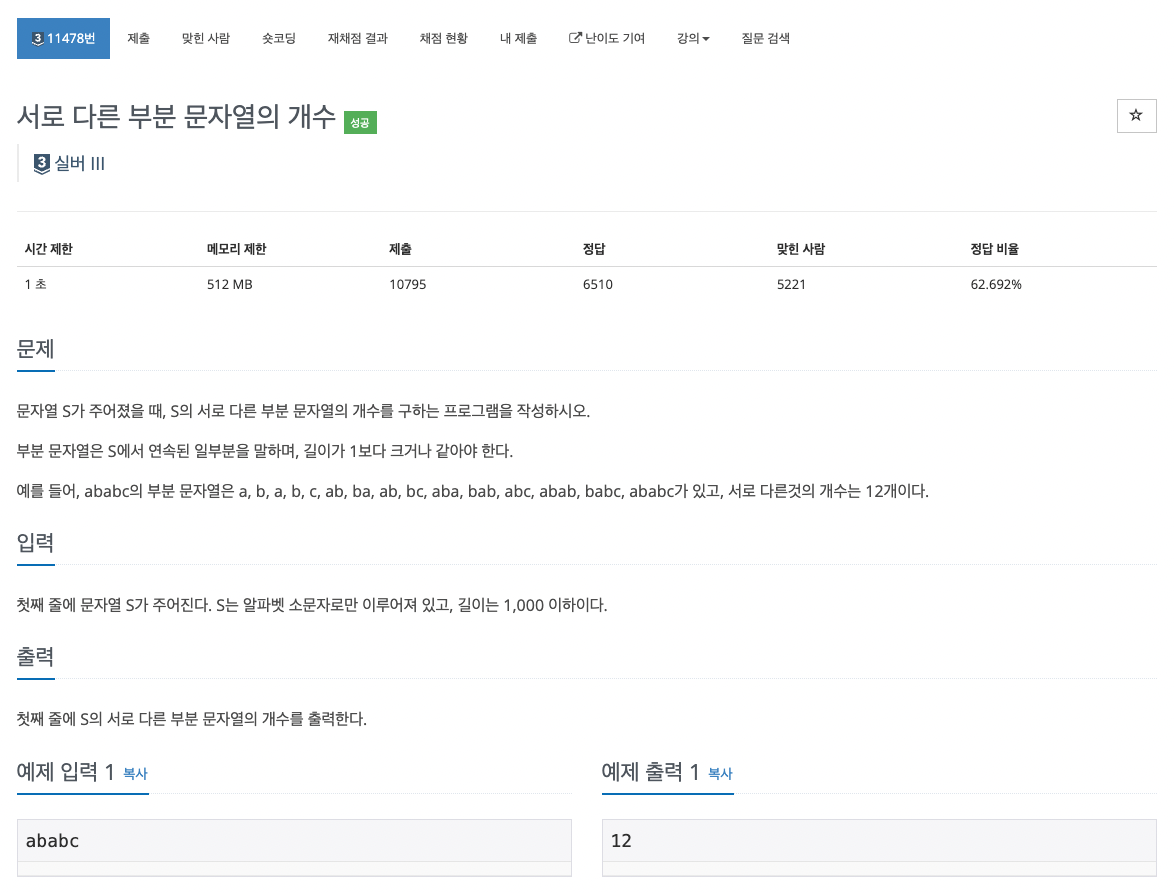 3 11478번 제출 맞힌 사람 숏코딩 재채점 결과 채점 현황 내 제출 난이도 기여 강의 질문 검색
서로 다른 부분 문자열의 개수 성공
3 실버 III
시간 제한 메모리 제한 제출 정답 맞힌 사람 정답 비율
1 초 512 MB 10795 6510 5221 62.692%
문제
문자열 S가 주어졌을 때, S의 서로 다른 부분 문자열의 개수를 구하는 프로그램을 작성하시오.
부분 문자열은 S에서 연속된 일부분을 말하며, 길이가 1보다 크거나 같아야 한다.
예를 들어, ababc의 부분 문자열은 a, b, a, b, c, ab, ba, ab, bc, aba, bab, abc, abab, babc, ababc가 있고, 서로 다른것의 개수는 12개이다.
입력
첫째 줄에 문자열 S가 주어진다. S는 알파벳 소문자로만 이루어져 있고, 길이는 1,000 이하이다.
출력
첫째 줄에 S의 서로 다른 부분 문자열의 개수를 출력한다.
예제 입력 1 복사
ababc
예제 출력 1 복사
12